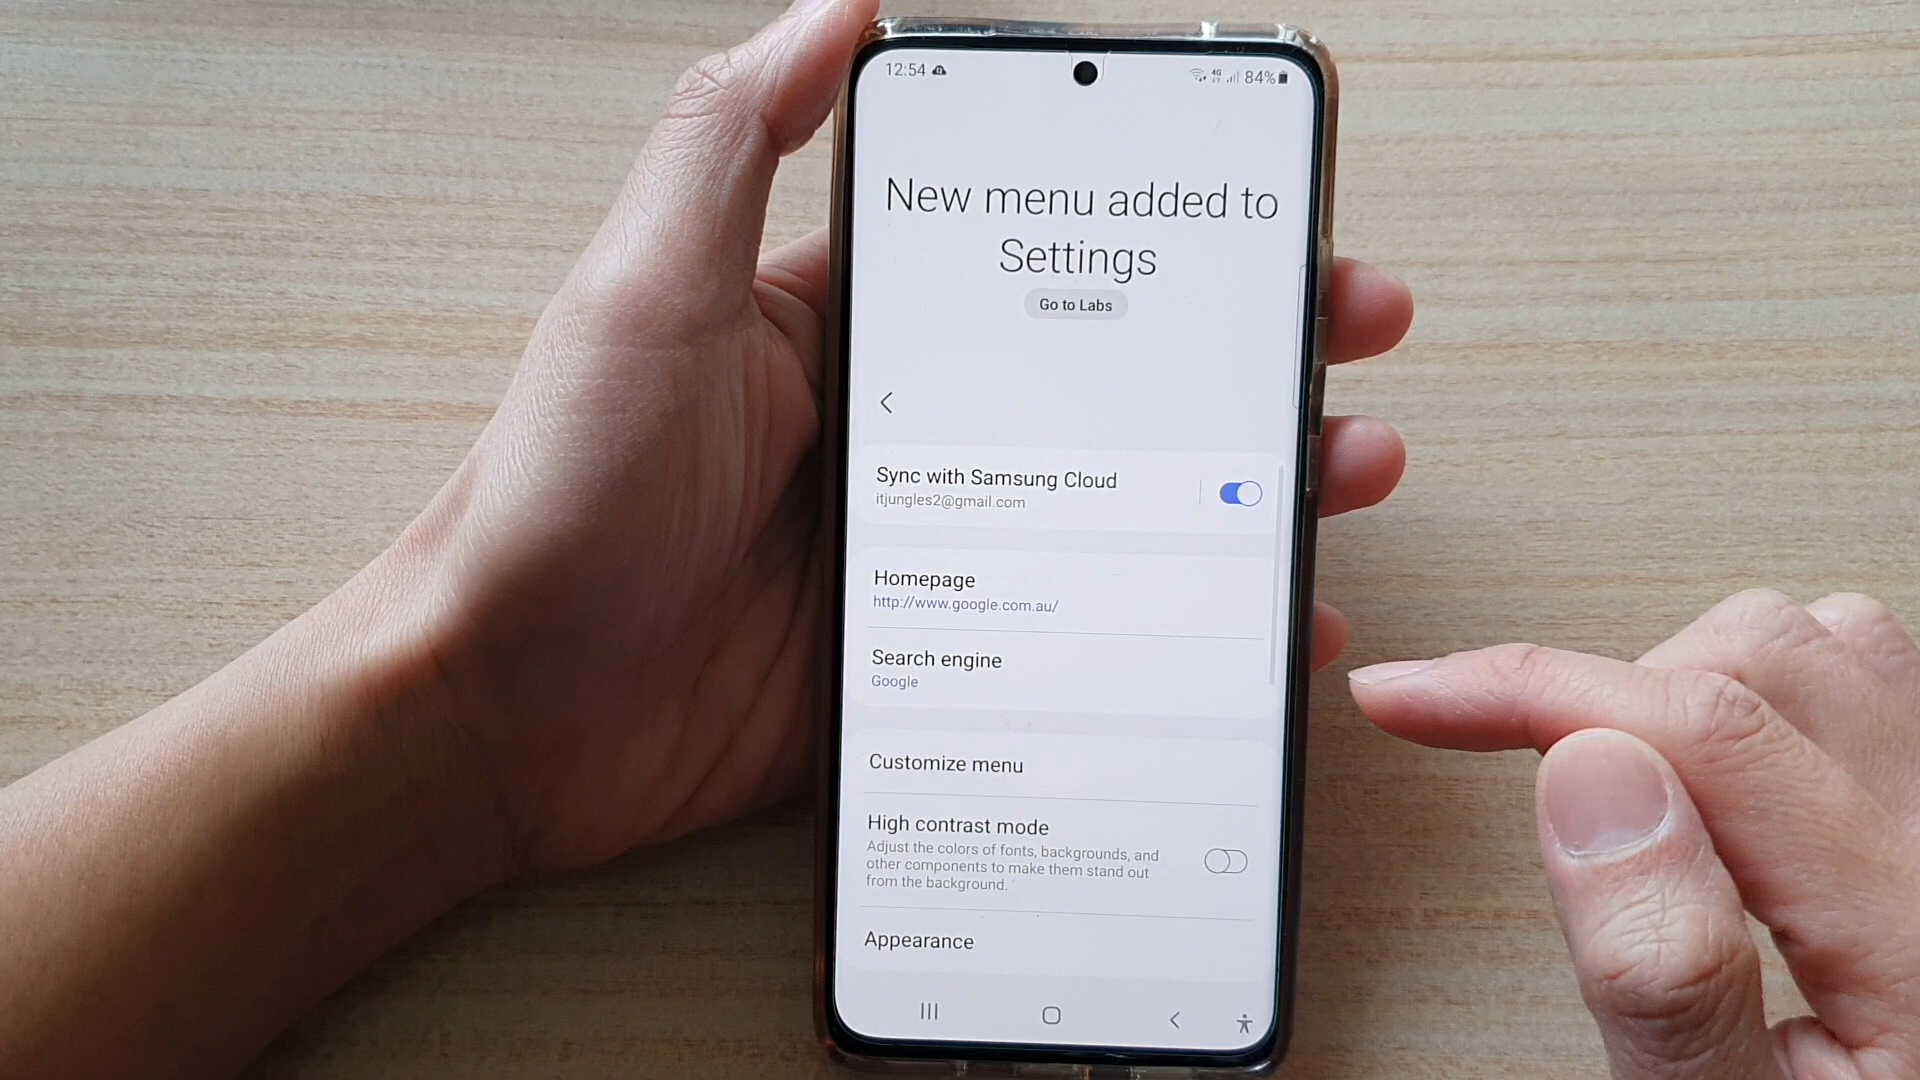 12:54
4G
84%
New menu added to
Settings
Go to Labs
Sync with Samsung Cloud
itjungles2@gmail.com
Homepage
http://www.google.com.au/
Search engine
Google
Customize menu
High contrast mode
Adjust the colors of fonts, backgrounds, and
other components to make them stand out
from the background.
Appearance